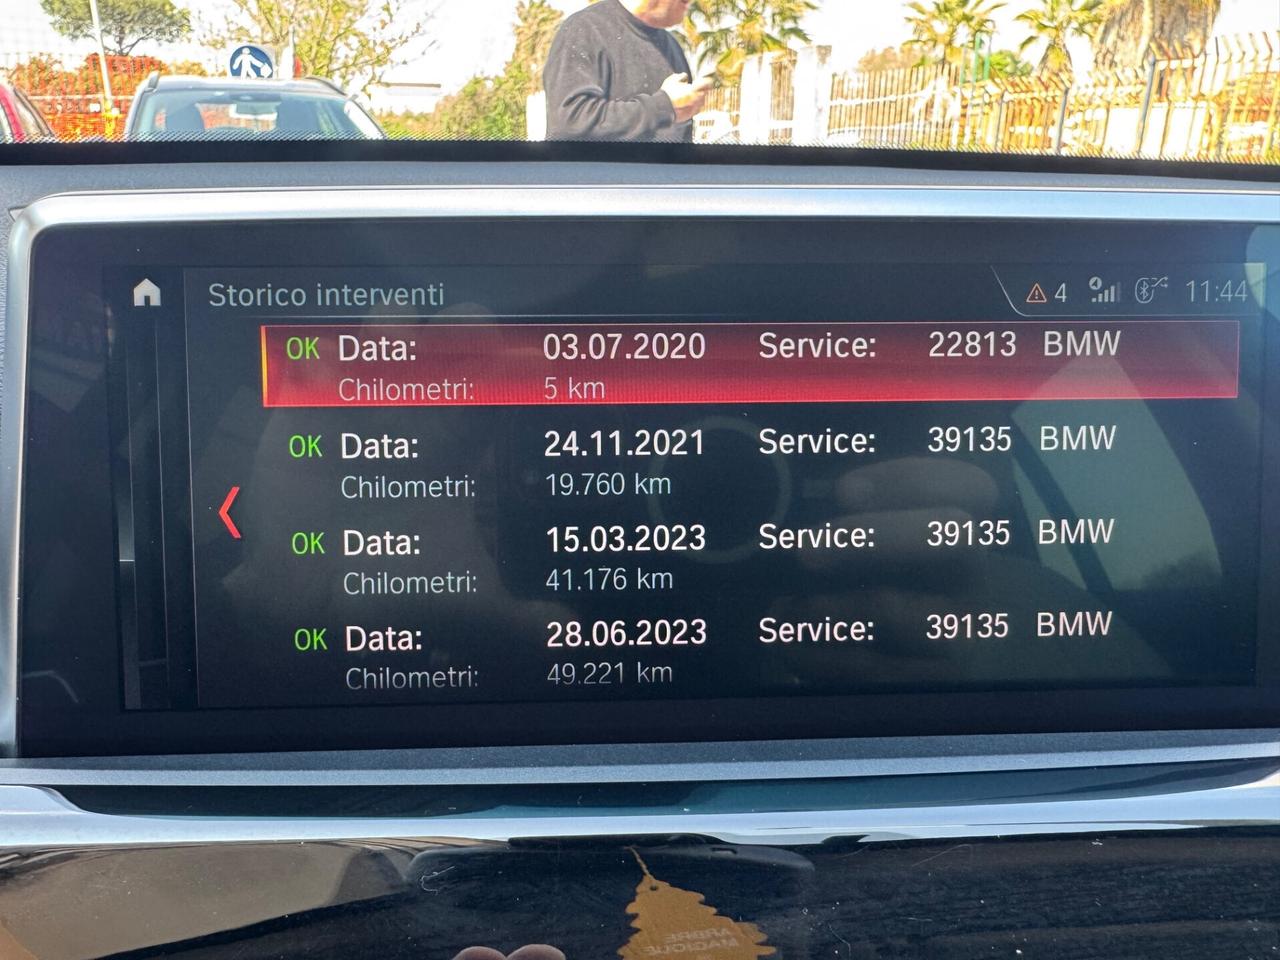 Storico interventi 4 11:44
OK Data: 03.07.2020 Service: 22813 BMW
Chilometri: 5 km
OK Data: 24.11.2021 Service: 39135 BMW
Chilometri: 19.760 km
OK Data: 15.03.2023 Service: 39135 BMW
Chilometri: 41.176 km
OK Data: 28.06.2023 Service: 39135 BMW
Chilometri: 49.221 km
ARBRE
MAGIQUE